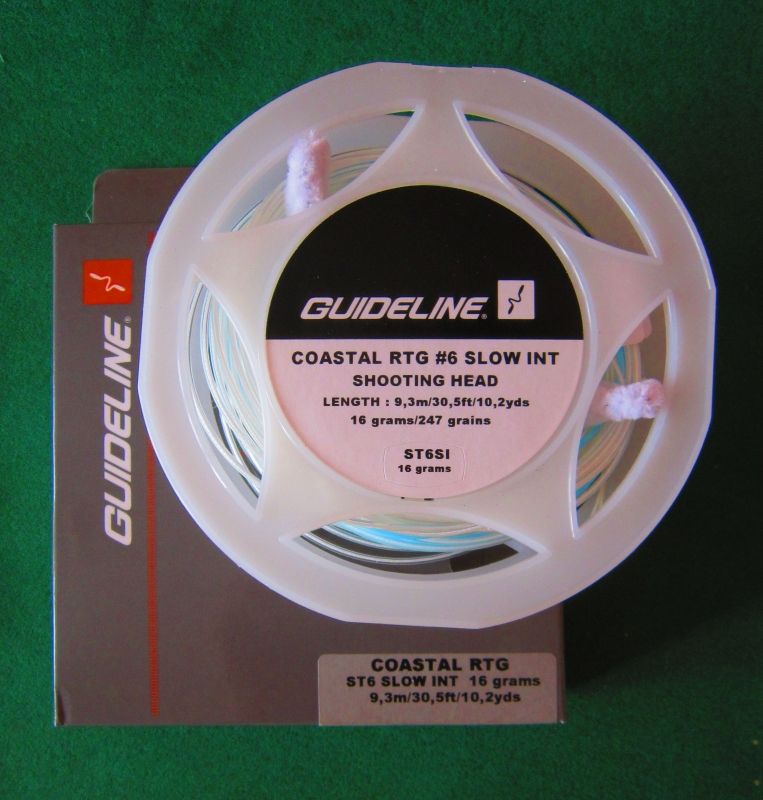 GUIDELINE®
COASTAL RTG #6 SLOW INT
SHOOTING HEAD
LENGTH : 9,3m/30,5ft/10,2yds
16 grams/247 grains
ST6SI
16 grams
GUIDELINE®
COASTAL RTG
ST6 SLOW INT 16 grams
9,3m/30,5ft/10,2yds